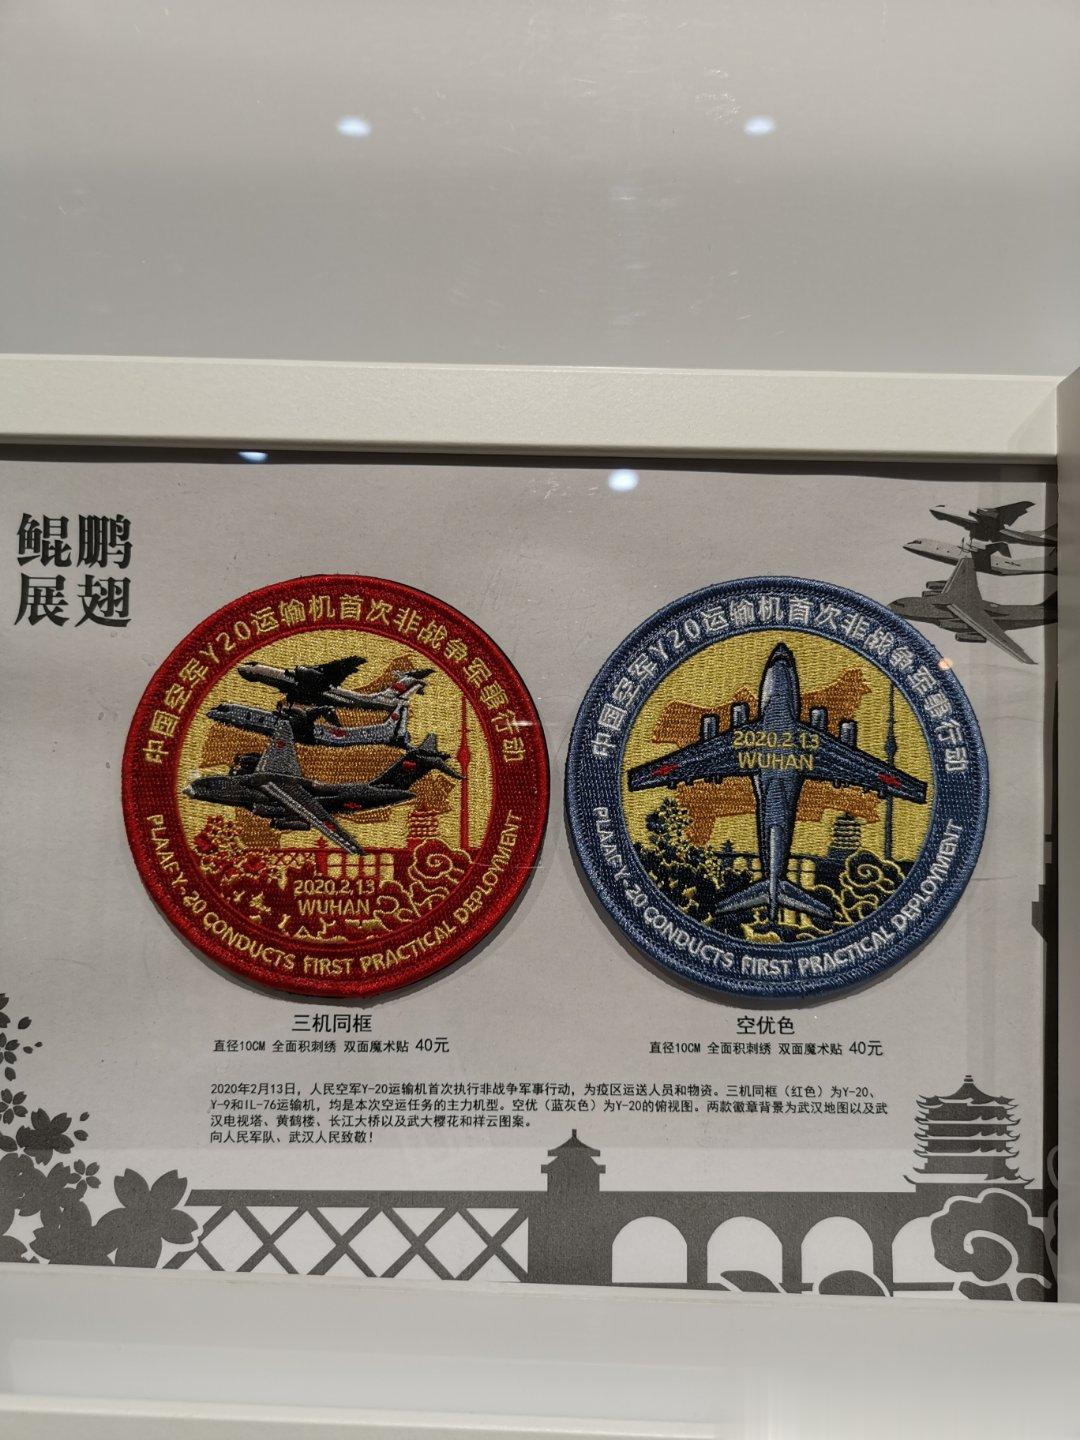 鲲鹏
展翅
中国空军Y20运输机首次非战争军事行动
2020.2.13
WUHAN
PLAAF Y-20 CONDUCTS FIRST PRACTICAL DEPLOYMENT
中国空军Y20运输机首次非战争军事行动
2020.2.13
WUHAN
PLAAF Y-20 CONDUCTS FIRST PRACTICAL DEPLOYMENT
三机同框
直径10CM 全面积刺绣 双面魔术贴 40元
空优色
直径10CM 全面积刺绣 双面魔术贴 40元
2020年2月13日，人民空军Y-20运输机首次执行非战争军事行动，为疫区运送人员和物资。三机同框（红色）为Y-20、
Y-9和IL-76运输机，均是本次空运任务的主力机型。空优（蓝灰色）为Y-20的俯视图。两款徽章背景为武汉地图以及武
汉电视塔、黄鹤楼、长江大桥以及武大樱花和祥云图案。
向人民军队、武汉人民致敬！